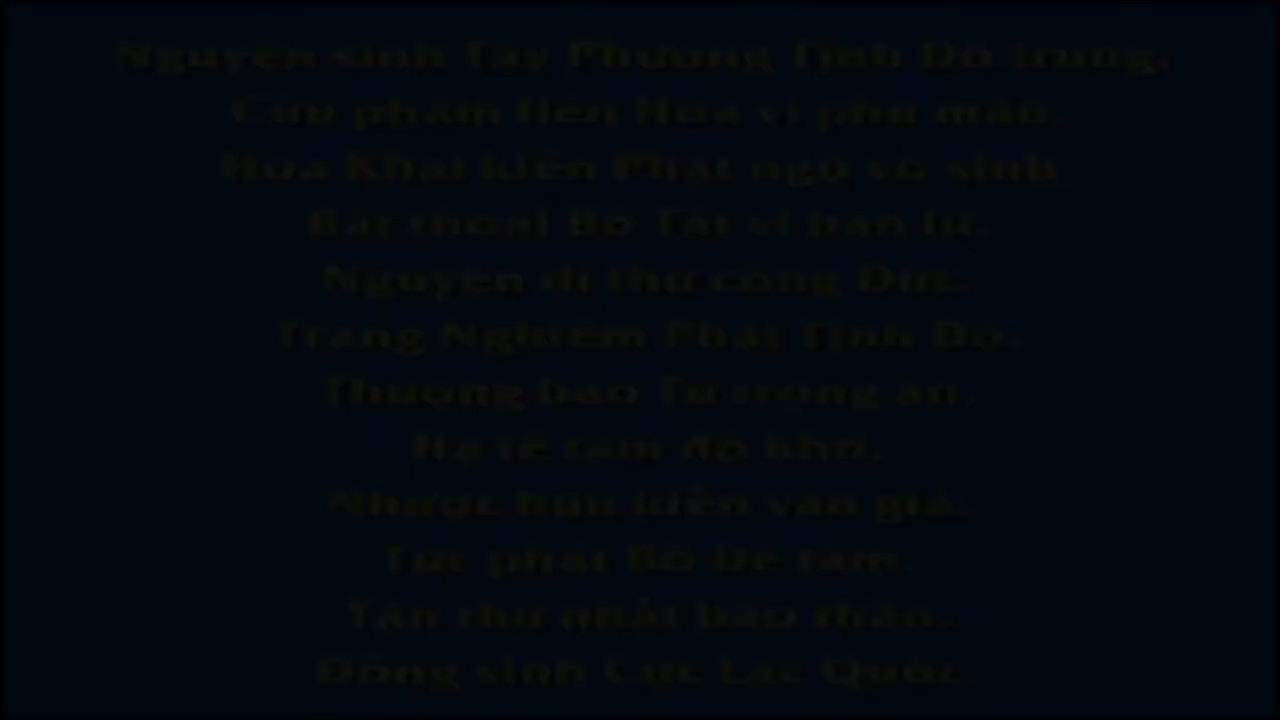 Nguyện sinh Tây Phương Tịnh Độ trung.
Cửu phẩm liên Hoa vi phụ mẫu.
Hoa Khai kiến Phật ngộ vô sinh
Bất thoái Bồ Tát vi bạn lữ.
Nguyện dĩ thử công Đức.
Trang Nghiêm Phật Tịnh Độ.
Thượng báo Tứ trọng ân.
Hạ tế tam đồ khổ.
Nhược hữu kiến văn giả.
Tức phát Bồ Đề tâm.
Tận thử nhất báo thân.
Đồng sinh Cực Lạc Quốc.